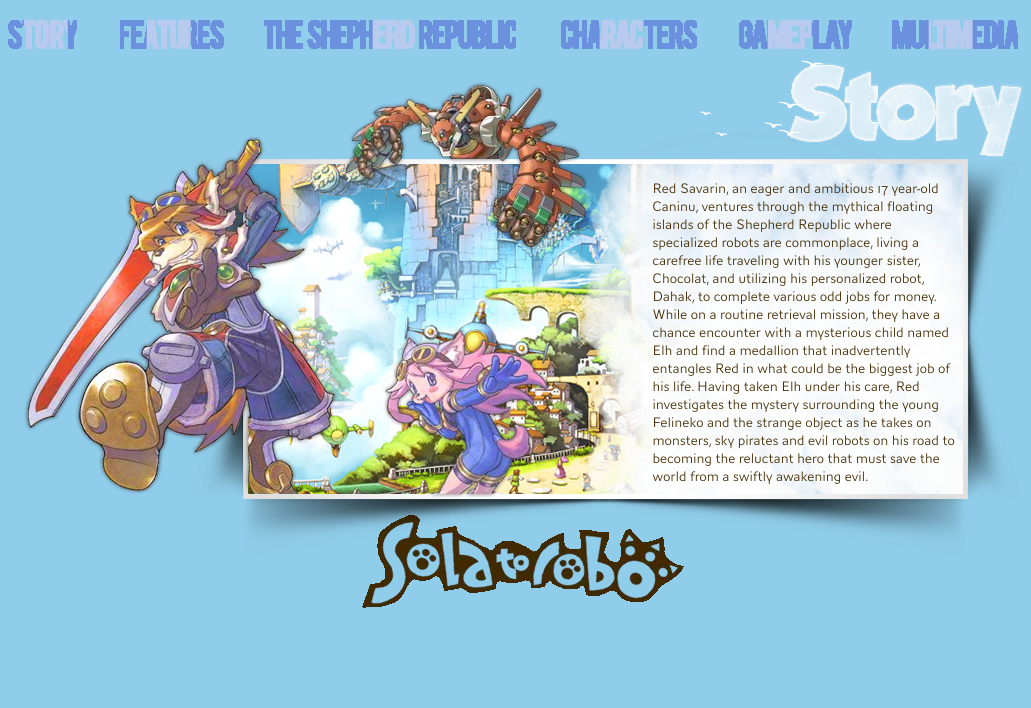 STORY FEATURES THE SHEPHERD REPUBLIC CHARACTERS GAMEPLAY MULTIMEDIA
Story
Red Savarin, an eager and ambitious 17 year-old
Caninu, ventures through the mythical floating
islands of the Shepherd Republic where
specialized robots are commonplace, living a
carefree life traveling with his younger sister,
Chocolat, and utilizing his personalized robot,
Dahak, to complete various odd jobs for money.
While on a routine retrieval mission, they have a
chance encounter with a mysterious child named
Elh and find a medallion that inadvertently
entangles Red in what could be the biggest job of
his life. Having taken Elh under his care, Red
investigates the mystery surrounding the young
Felineko and the strange object as he takes on
monsters, sky pirates and evil robots on his road to
becoming the reluctant hero that must save the
world from a swiftly awakening evil.
Solatorobo